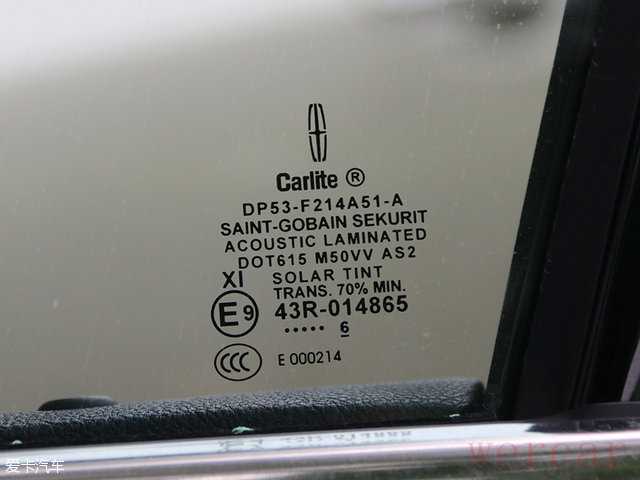 Carlite ®
DP53-F214A51-A
SAINT-GOBAIN SEKURIT
ACOUSTIC LAMINATED
DOT615 M50VV AS2
XI SOLAR TINT
TRANS. 70% MIN.
E9 43R-014865
••••• 6
CCC E 000214
爱卡汽车